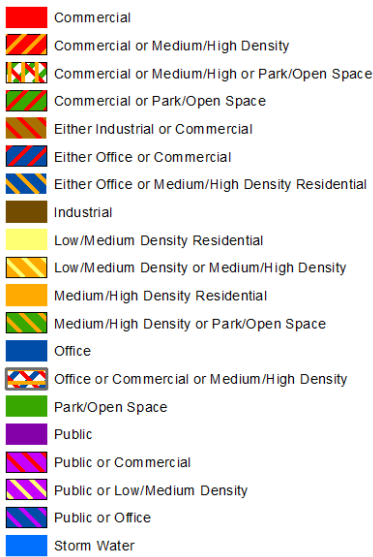 Commercial
Commercial or Medium/High Density
Commercial or Medium/High or Park/Open Space
Commercial or Park/Open Space
Either Industrial or Commercial
Either Office or Commercial
Either Office or Medium/High Density Residential
Industrial
Low/Medium Density Residential
Low/Medium Density or Medium/High Density
Medium/High Density Residential
Medium/High Density or Park/Open Space
Office
Office or Commercial or Medium/High Density
Park/Open Space
Public
Public or Commercial
Public or Low/Medium Density
Public or Office
Storm Water